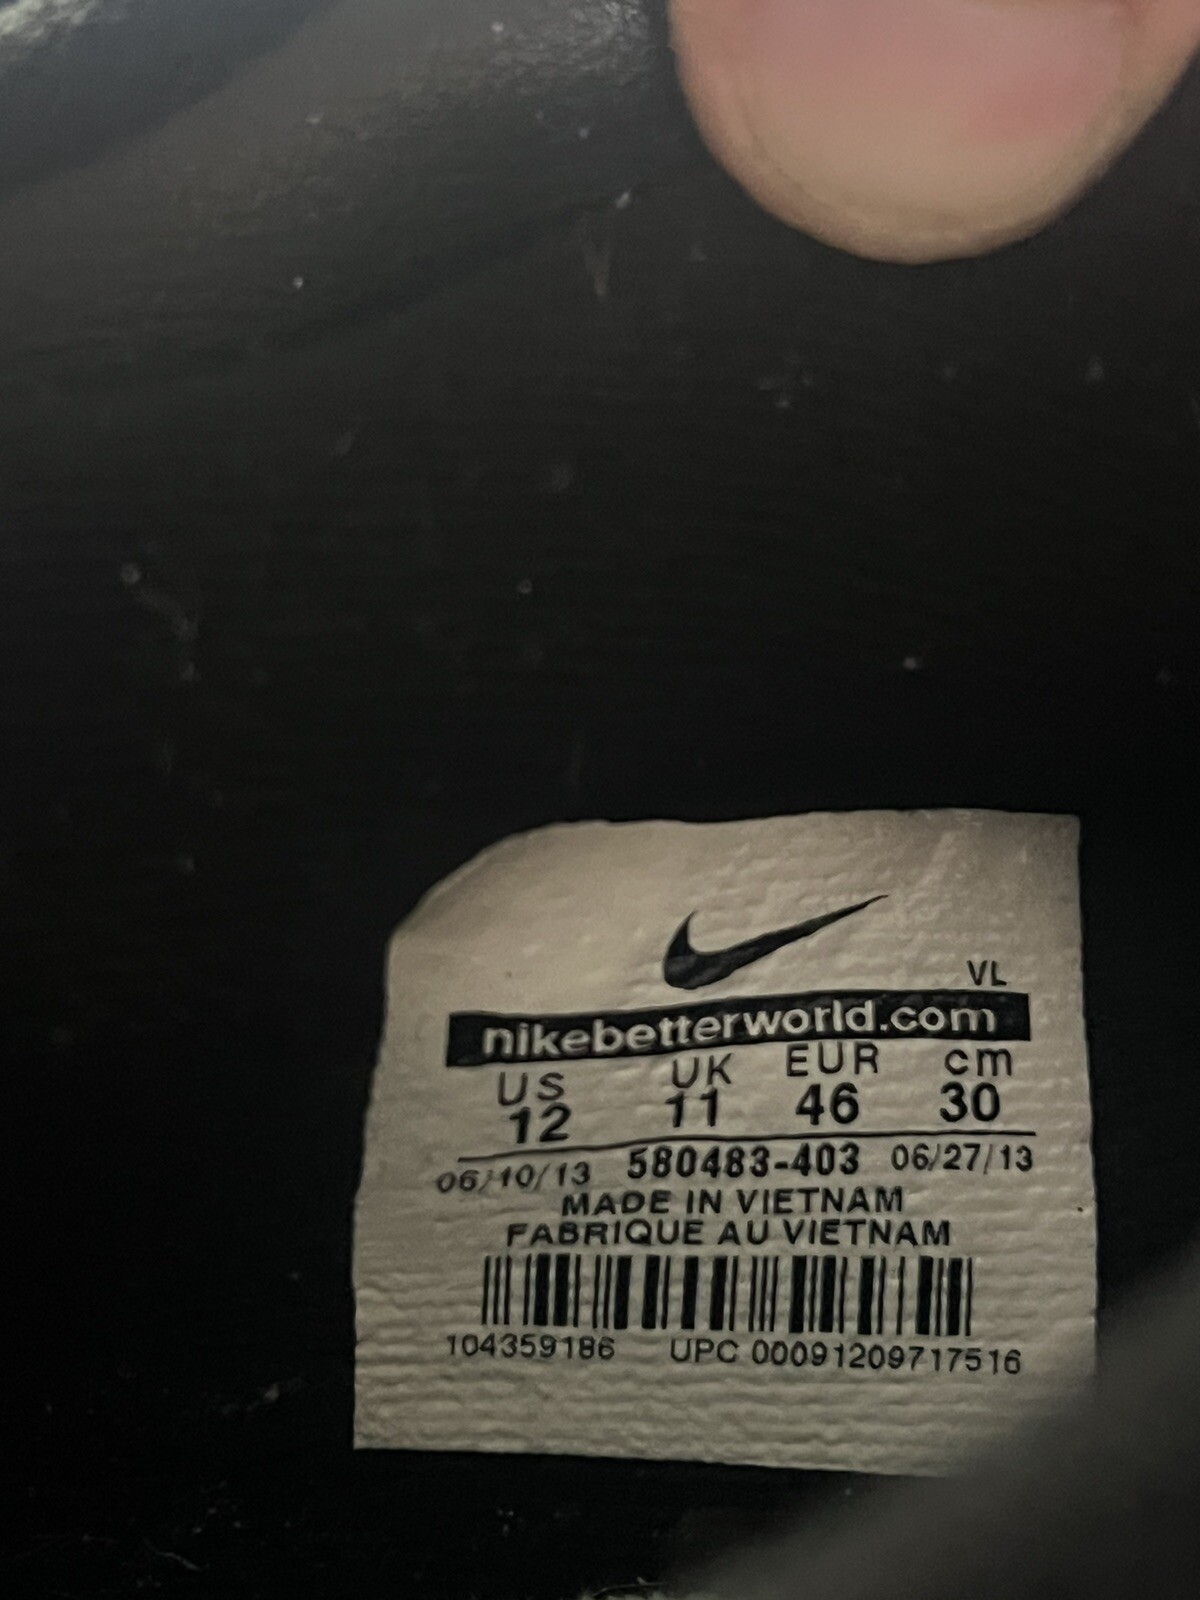 VL
nikebetterworld.com
US UK EUR cm
12 11 46 30
06/10/13 580483-403 06/27/13
MADE IN VIETNAM
FABRIQUE AU VIETNAM
104359186 UPC 00091209717516